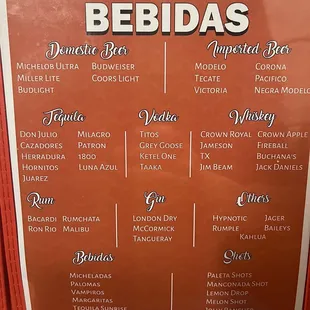 BEBIDAS
Domestic Beer
Michelob Ultra Budweiser
Miller Lite Coors Light
Budlight
Imported Beer
Modelo Corona
Tecate Pacifico
Victoria Negra Modelo
Tequila
Don Julio Milagro
Cazadores Patron
Herradura 1800
Hornitos Luna Azul
Juarez
Vodka
Titos
Grey Goose
Ketel One
Taaka
Whiskey
Crown Royal Crown Apple
Jameson Fireball
TX Buchana's
Jim Beam Jack Daniels
Rum
Bacardi Rumchata
Ron Rio Malibu
Gin
London Dry
McCormick
Tangueray
Others
Hypnotic Jager
Rumple Baileys
Kahlua
Bebidas
Micheladas
Palomas
Vampiros
Margaritas
Tequila Sunrise
Shots
Paleta Shots
Mangonada Shot
Lemon Drop
Melon Shot